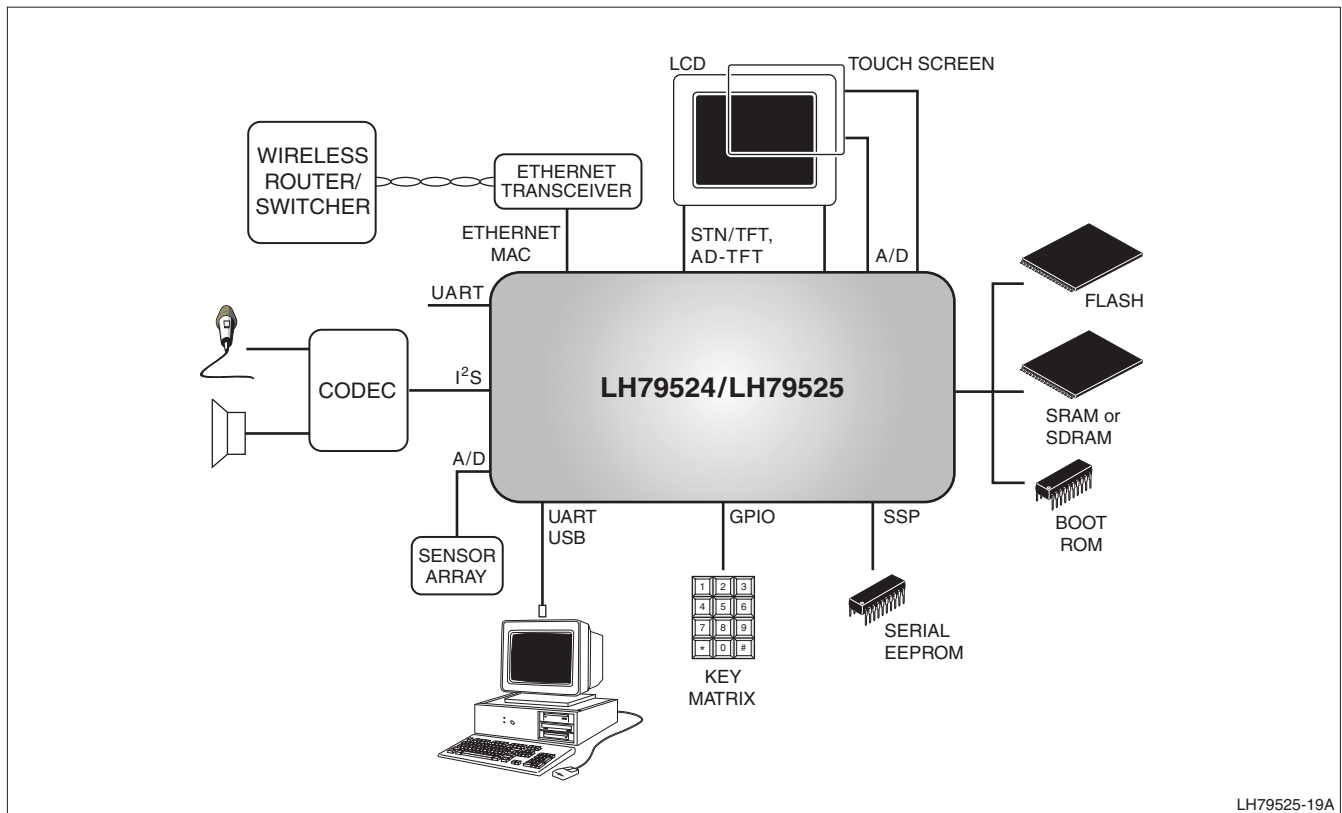 LCD
TOUCH SCREEN
WIRELESS
ROUTER/
SWITCHER
ETHERNET
TRANSCEIVER
ETHERNET
MAC
STN/TFT,
AD-TFT
A/D
UART
FLASH
CODEC
I²S
LH79524/LH79525
SRAM or
SDRAM
A/D
BOOT
ROM
SENSOR
ARRAY
UART
USB
GPIO
SSP
1 2 3
4 5 6
7 8 9
* 0 #
KEY
MATRIX
SERIAL
EEPROM
LH79525-19A